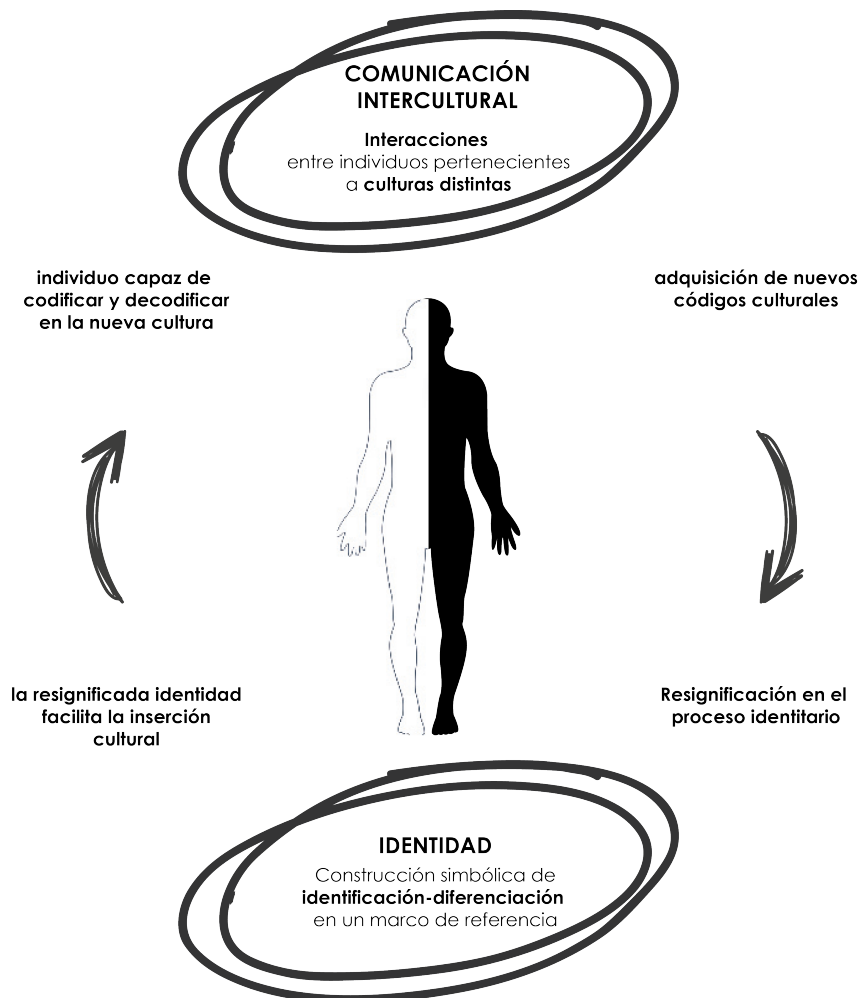 COMUNICACIÓN
INTERCULTURAL
Interacciones
entre individuos pertenecientes
a culturas distintas
individuo capaz de
codificar y decodificar
en la nueva cultura
adquisición de nuevos
códigos culturales
la resignificada identidad
facilita la inserción
cultural
Resignificación en el
proceso identitario
IDENTIDAD
Construcción simbólica de
identificación-diferenciación
en un marco de referencia